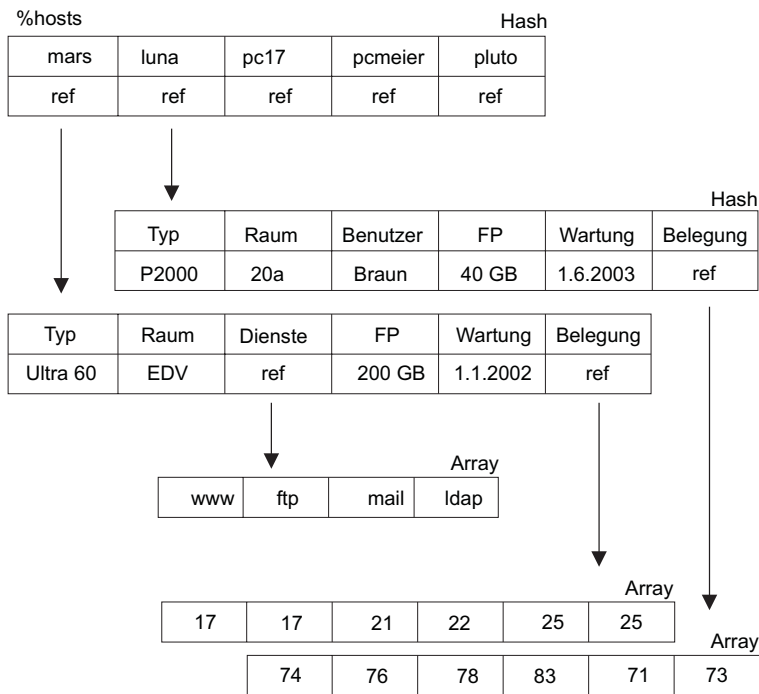 %hosts Hash
mars luna pc17 pcmeier pluto
ref ref ref ref ref
Hash
Typ Raum Benutzer FP Wartung Belegung
P2000 20a Braun 40 GB 1.6.2003 ref
Typ Raum Dienste FP Wartung Belegung
Ultra 60 EDV ref 200 GB 1.1.2002 ref
Array
www ftp mail ldap
Array
17 17 21 22 25 25
Array
74 76 78 83 71 73